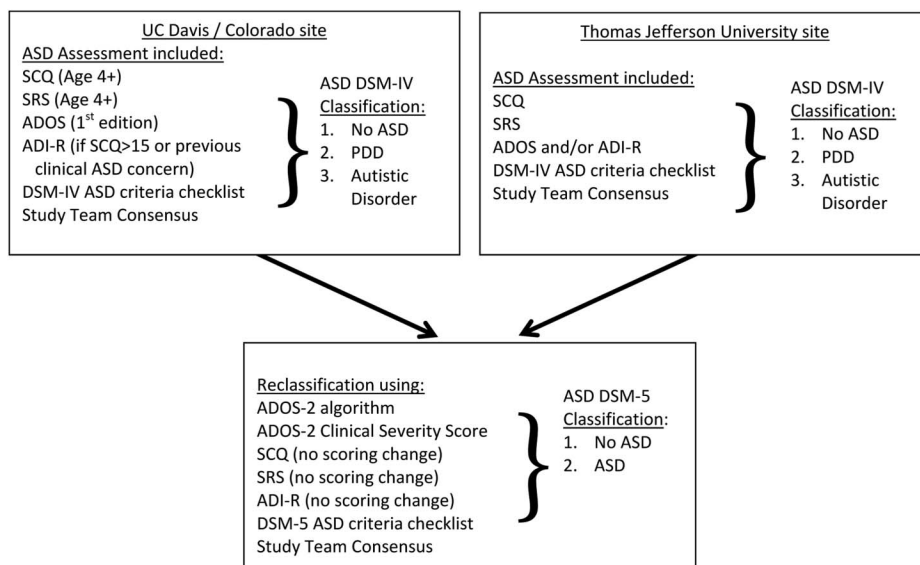 UC Davis / Colorado site
ASD Assessment included:
SCQ (Age 4+)
SRS (Age 4+)
ADOS (1st edition)
ADI-R (if SCQ>15 or previous
clinical ASD concern)
DSM-IV ASD criteria checklist
Study Team Consensus
ASD DSM-IV
Classification:
1. No ASD
2. PDD
3. Autistic
Disorder
Thomas Jefferson University site
ASD Assessment included:
SCQ
SRS
ADOS and/or ADI-R
DSM-IV ASD criteria checklist
Study Team Consensus
ASD DSM-IV
Classification:
1. No ASD
2. PDD
3. Autistic
Disorder
Reclassification using:
ADOS-2 algorithm
ADOS-2 Clinical Severity Score
SCQ (no scoring change)
SRS (no scoring change)
ADI-R (no scoring change)
DSM-5 ASD criteria checklist
Study Team Consensus
ASD DSM-5
Classification:
1. No ASD
2. ASD